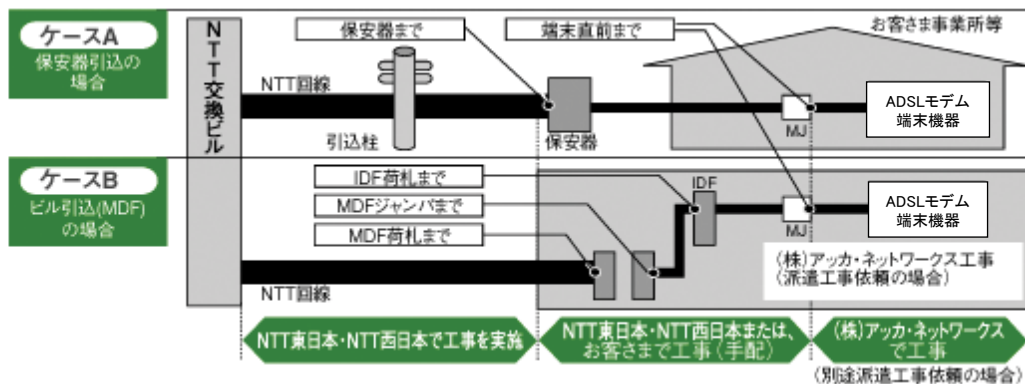 ケースA
保安器引込の
場合
NTT交換ビル
保安器まで
端末直前まで
お客さま事業所等
NTT回線
引込柱
保安器
MJ
ADSLモデム
端末機器
ケースB
ビル引込(MDF)
の場合
IDF荷札まで
MDFジャンパまで
MDF荷札まで
NTT回線
IDF
MJ
ADSLモデム
端末機器
(株)アッカ・ネットワークス工事
(派遣工事依頼の場合)
NTT東日本・NTT西日本で工事を実施
NTT東日本・NTT西日本または、
お客さまで工事(手配)
(株)アッカ・ネットワークス
で工事
(別途派遣工事依頼の場合)